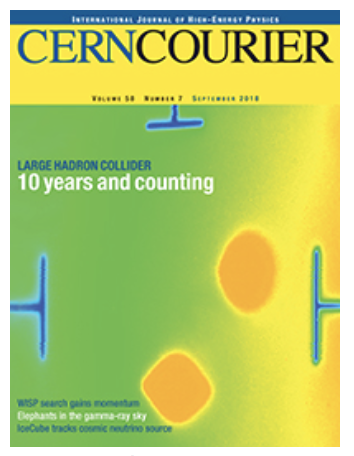 INTERNATIONAL JOURNAL OF HIGH-ENERGY PHYSICS
CERNCOURIER
VOLUME 58 NUMBER 7 SEPTEMBER 2018
LARGE HADRON COLLIDER
10 years and counting
WISP search gains momentum
Elephants in the gamma-ray sky
IceCube tracks cosmic neutrino source